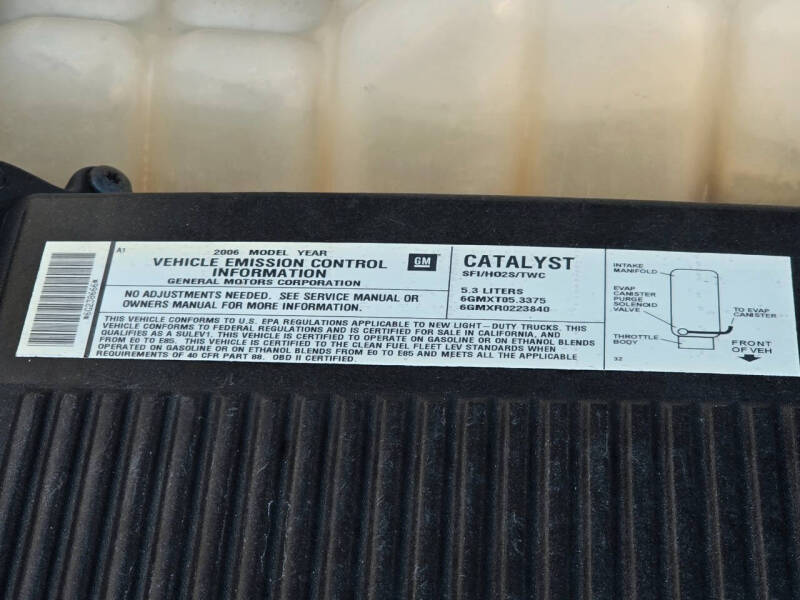 A1
2006 MODEL YEAR
VEHICLE EMISSION CONTROL
INFORMATION
GENERAL MOTORS CORPORATION
GM
NO ADJUSTMENTS NEEDED. SEE SERVICE MANUAL OR
OWNERS MANUAL FOR MORE INFORMATION.
CATALYST
SFI/HO2S/TWC
5.3 LITERS
6GMXT05.3375
6GMXR0223840
THIS VEHICLE CONFORMS TO U.S. EPA REGULATIONS APPLICABLE TO NEW LIGHT-DUTY TRUCKS. THIS
VEHICLE CONFORMS TO FEDERAL REGULATIONS AND IS CERTIFIED FOR SALE IN CALIFORNIA, AND
QUALIFIES AS A SULEV1. THIS VEHICLE IS CERTIFIED TO OPERATE ON GASOLINE OR ON ETHANOL BLENDS
FROM E0 TO E85. THIS VEHICLE IS CERTIFIED TO THE CLEAN FUEL FLEET LEV STANDARDS WHEN
OPERATED ON GASOLINE OR ON ETHANOL BLENDS FROM E0 TO E85 AND MEETS ALL THE APPLICABLE
REQUIREMENTS OF 40 CFR PART 88. OBD II CERTIFIED.
INTAKE
MANIFOLD
EVAP
CANISTER
PURGE
SOLENOID
VALVE
THROTTLE
BODY
32
TO EVAP
CANISTER
FRONT
OF VEH